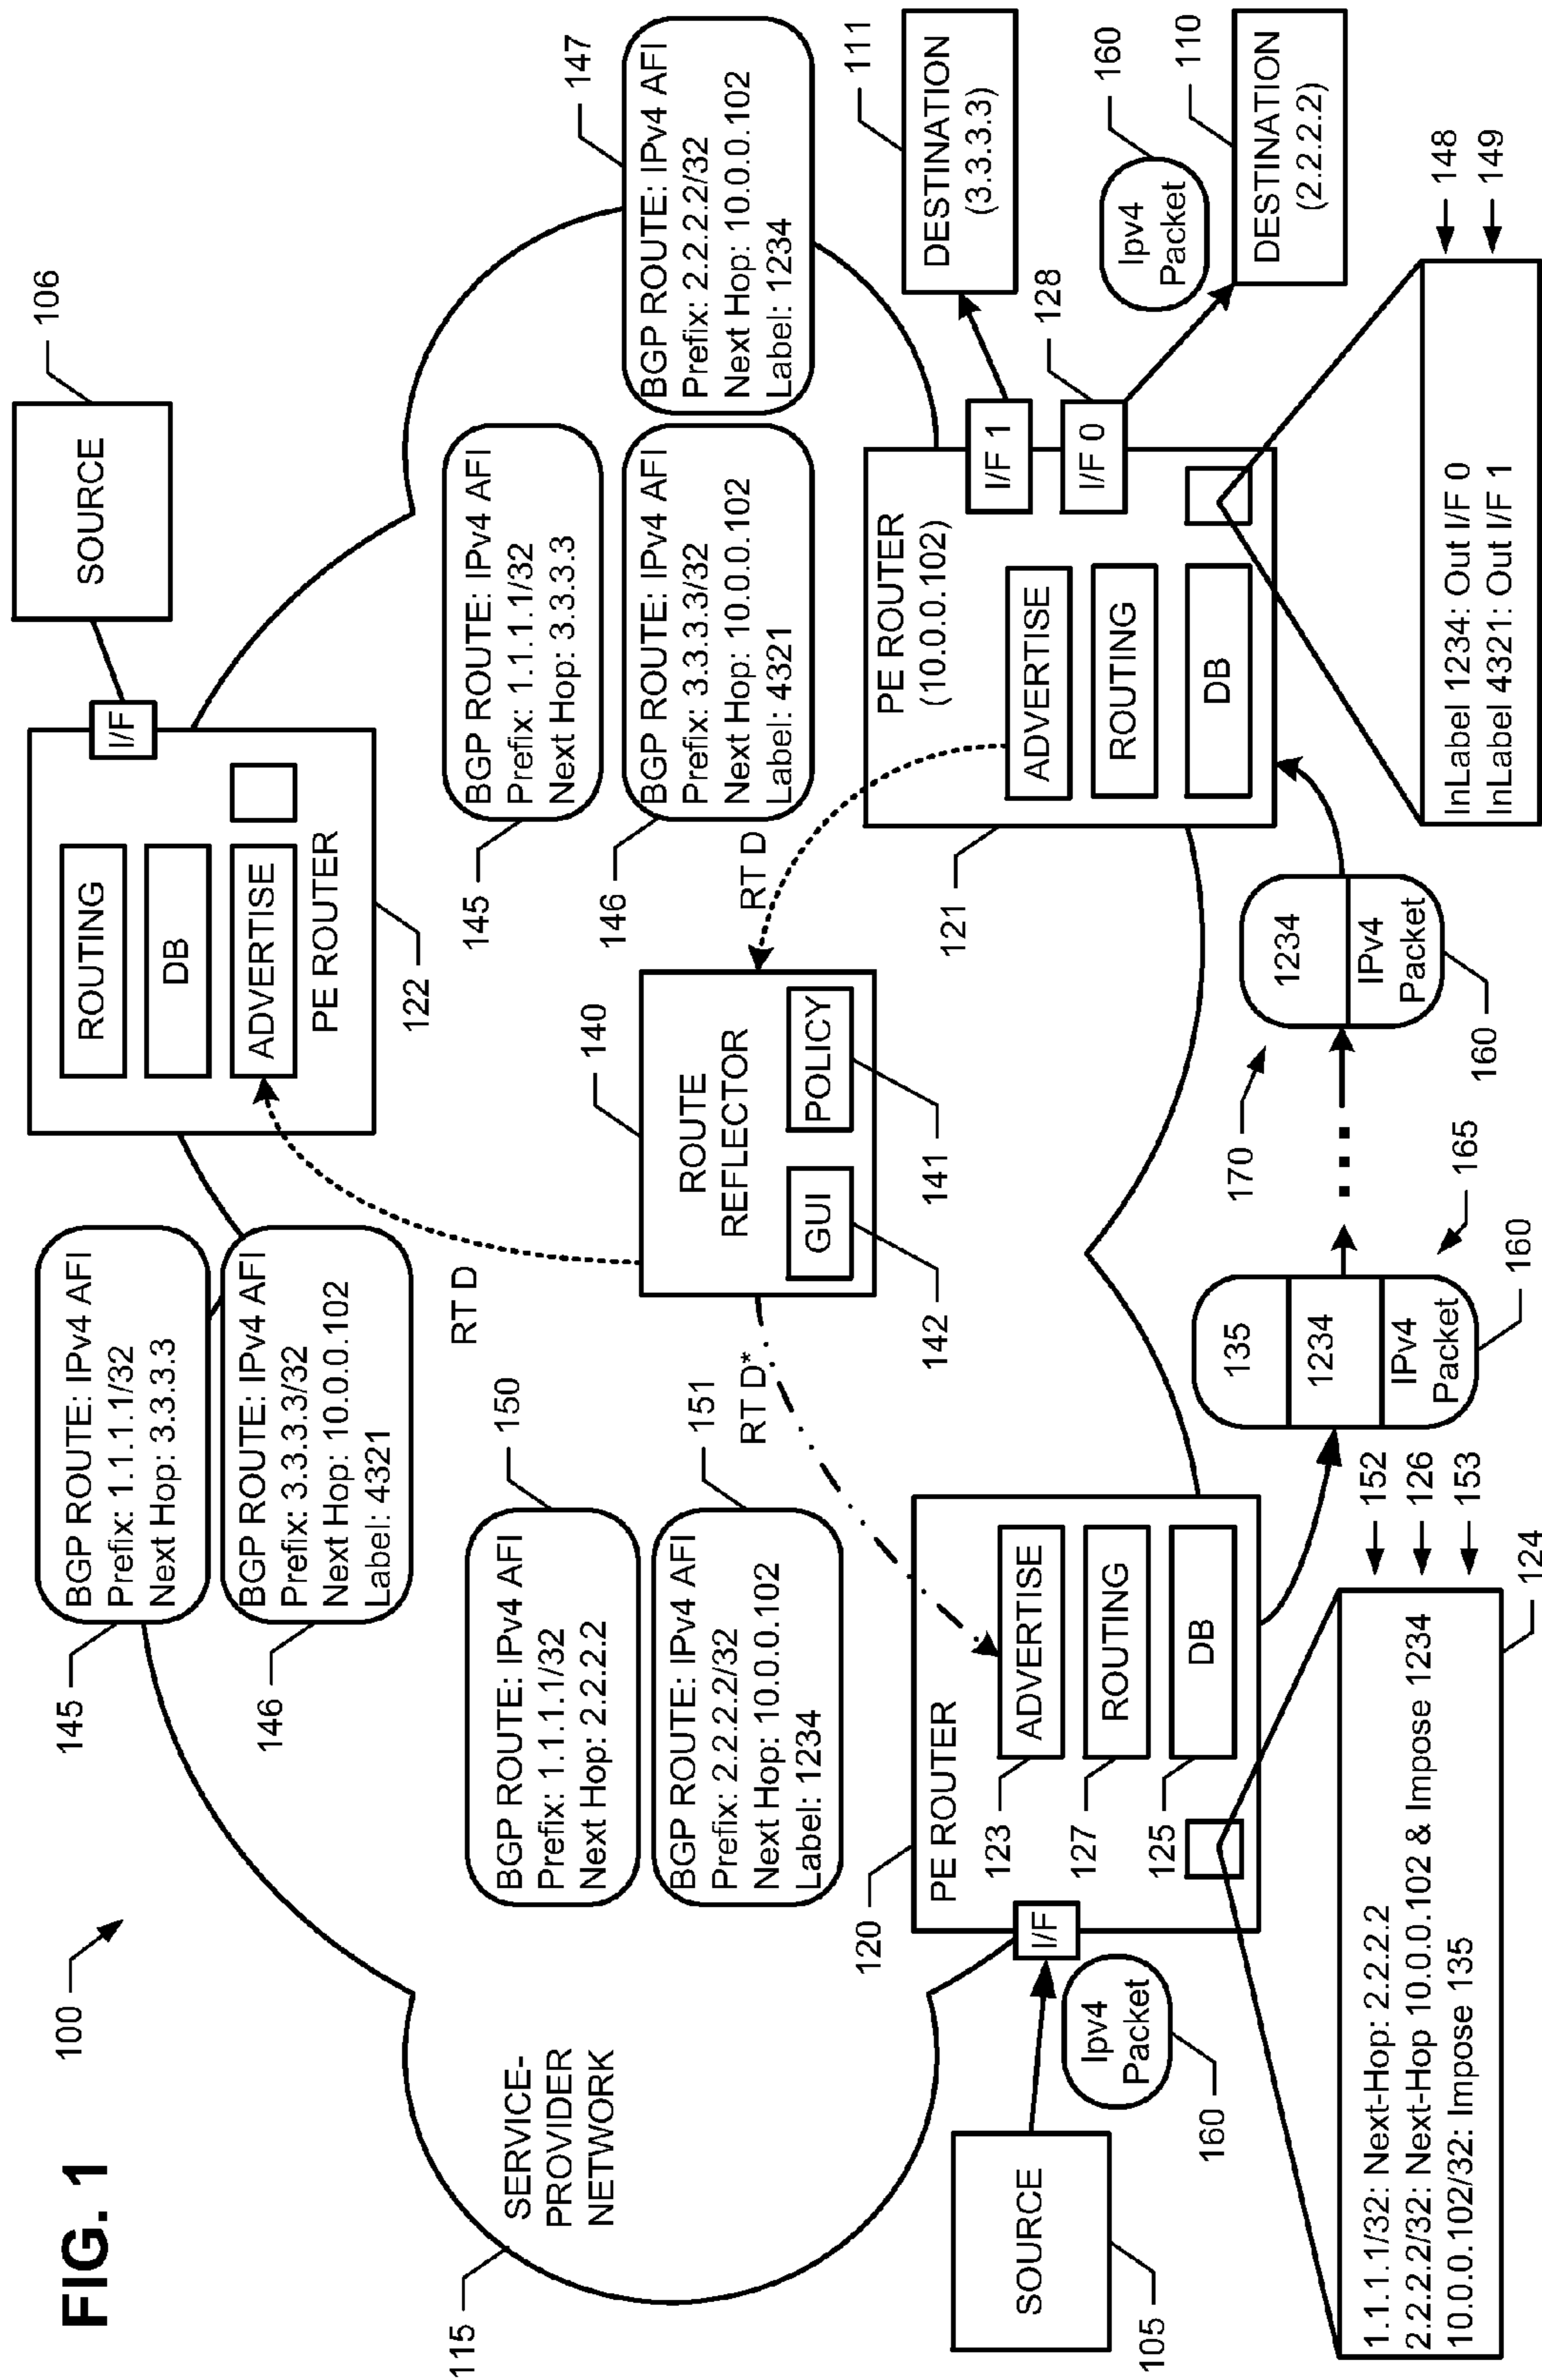 FIG. 1
100
SERVICE-
PROVIDER
NETWORK
115
145
BGP ROUTE: IPv4 AFI
Prefix: 1.1.1.1/32
Next Hop: 3.3.3.3
146
BGP ROUTE: IPv4 AFI
Prefix: 3.3.3.3/32
Next Hop: 10.0.0.102
Label: 4321
RT D
ROUTING
DB
ADVERTISE
PE ROUTER
122
I/F
SOURCE
106
BGP ROUTE: IPv4 AFI
Prefix: 1.1.1.1/32
Next Hop: 2.2.2.2
150
BGP ROUTE: IPv4 AFI
Prefix: 2.2.2.2/32
Next Hop: 10.0.0.102
Label: 1234
151
RT D*
140
ROUTE
REFLECTOR
GUI
POLICY
142
141
RT D
BGP ROUTE: IPv4 AFI
Prefix: 1.1.1.1/32
Next Hop: 3.3.3.3
145
BGP ROUTE: IPv4 AFI
Prefix: 3.3.3.3/32
Next Hop: 10.0.0.102
Label: 4321
146
BGP ROUTE: IPv4 AFI
Prefix: 2.2.2.2/32
Next Hop: 10.0.0.102
Label: 1234
147
SOURCE
105
Ipv4
Packet
160
I/F
120
PE ROUTER
123
ADVERTISE
127
ROUTING
125
DB
121
PE ROUTER
(10.0.0.102)
ADVERTISE
ROUTING
DB
I/F 1
I/F 0
128
DESTINATION
(3.3.3.3)
111
Ipv4
Packet
160
DESTINATION
(2.2.2.2)
110
135
1234
IPv4
Packet
165
160
170
1234
IPv4
Packet
160
1.1.1.1/32: Next-Hop: 2.2.2.2
2.2.2.2/32: Next-Hop 10.0.0.102 & Impose 1234
10.0.0.102/32: Impose 135
152
126
153
124
InLabel 1234: Out I/F 0
InLabel 4321: Out I/F 1
148
149